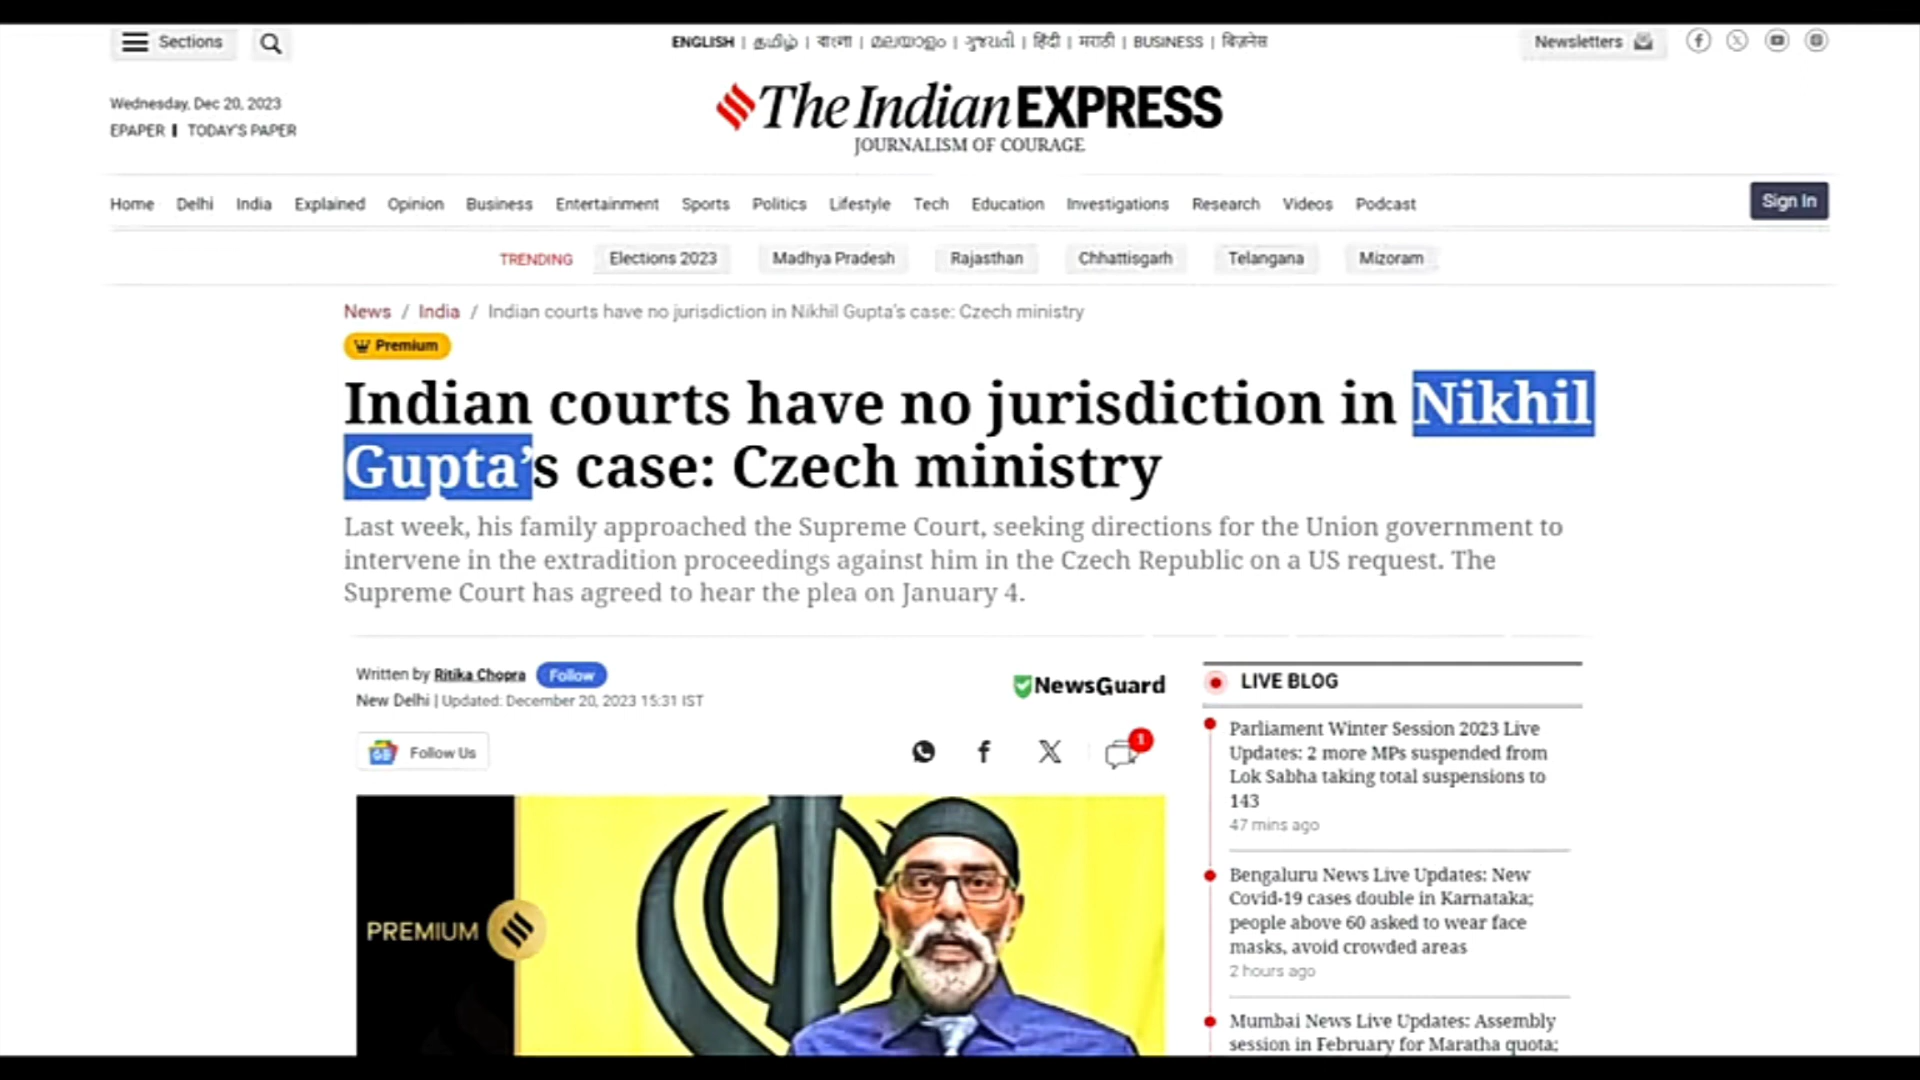 Sections
ENGLISH | தமிழ் | বাংলা | മലയാളം | ગુજરાતી | हिंदी | मराठी | BUSINESS | बिज़नेस
Newsletters
Wednesday, Dec 20, 2023
EPAPER | TODAY'S PAPER
The Indian EXPRESS
JOURNALISM OF COURAGE
Home Delhi India Explained Opinion Business Entertainment Sports Politics Lifestyle Tech Education Investigations Research Videos Podcast
Sign In
TRENDING Elections 2023 Madhya Pradesh Rajasthan Chhattisgarh Telangana Mizoram
News / India / Indian courts have no jurisdiction in Nikhil Gupta's case: Czech ministry
Premium
Indian courts have no jurisdiction in Nikhil
Gupta’s case: Czech ministry
Last week, his family approached the Supreme Court, seeking directions for the Union government to
intervene in the extradition proceedings against him in the Czech Republic on a US request. The
Supreme Court has agreed to hear the plea on January 4.
Written by Ritika Chopra Follow
New Delhi | Updated: December 20, 2023 15:31 IST
NewsGuard
Follow Us
1
PREMIUM
LIVE BLOG
Parliament Winter Session 2023 Live
Updates: 2 more MPs suspended from
Lok Sabha taking total suspensions to
143
47 mins ago
Bengaluru News Live Updates: New
Covid-19 cases double in Karnataka;
people above 60 asked to wear face
masks, avoid crowded areas
2 hours ago
Mumbai News Live Updates: Assembly
session in February for Maratha quota;